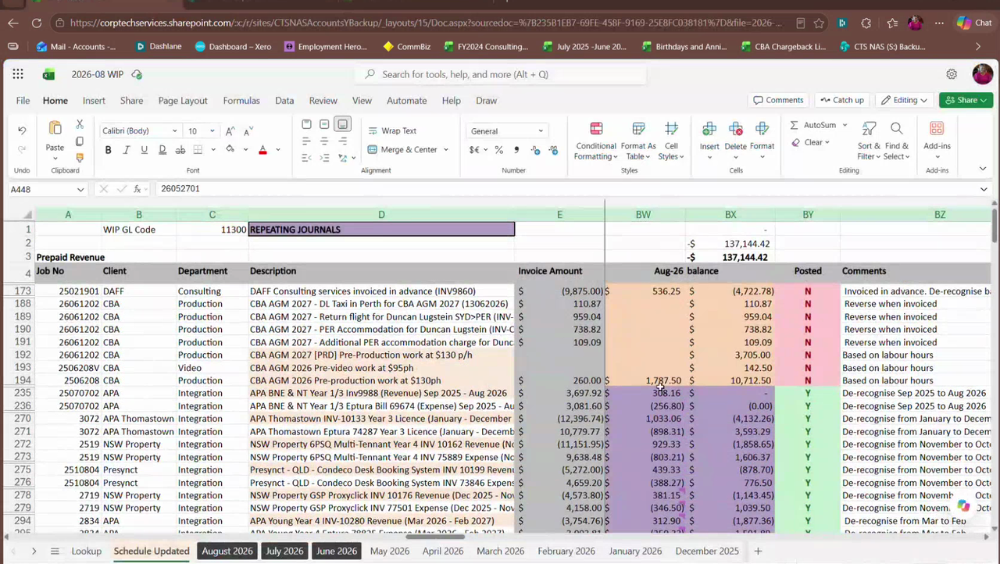 https://corptechservices.sharepoint.com/:x:/r/sites/CTSNASAccountsYBackup/_layouts/15/Doc.aspx?sourcedoc=%7B235B1EB7-69FE-458F-9169-25E8FC038181%7D&file=2026-... Chat
Mail - Accounts -... Dashlane Dashboard – Xero Employment Hero... CommBiz FY2024 Consulting... July 2025 -June 20... Birthdays and Anni... CBA Chargeback Li... CTS NAS (S:) Backu...
2026-08 WIP Search for tools, help, and more (Alt + Q)
File Home Insert Share Page Layout Formulas Data Review View Automate Help Draw Comments Catch up Editing Share
Calibri (Body) 10 Wrap Text General AutoSum
Paste Conditional Formatting Format As Table Cell Styles Insert Delete Format Clear Sort & Filter Find & Select Add-ins
B I U D ab A Merge & Center $€ % 9
Undo Clipboard Font Alignment Number Styles Cells Editing Add-ins
A448 fx 26052701
A B C D E BW BX BY BZ
1 WIP GL Code 11300 REPEATING JOURNALS -
2 -$ 137,144.42
3 Prepaid Revenue -$ 137,144.42
4 Job No Client Department Description Invoice Amount Aug-26 balance Posted Comments
173 25021901 DAFF Consulting DAFF Consulting services invoiced in advance (INV9860) $ (9,875.00) $ 536.25 $ (4,722.78) N Invoiced in advance. De-recognise ba
188 26061202 CBA Production CBA AGM 2027 - DL Taxi in Perth for CBA AGM 2027 (13062026) $ 110.87 $ 110.87 N Reverse when invoiced
189 26061202 CBA Production CBA AGM 2027 - Return flight for Duncan Lugstein SYD>PER (INV- $ 959.04 $ 959.04 N Reverse when invoiced
190 26061202 CBA Production CBA AGM 2027 - PER Accommodation for Duncan Lugstein (INV-C $ 738.82 $ 738.82 N Reverse when invoiced
191 26061202 CBA Production CBA AGM 2027 - Additional PER accommodation charge for Duncan $ 109.09 $ 109.09 N Reverse when invoiced
192 26061202 CBA Production CBA AGM 2027 [PRD] Pre-Production work at $130 p/h $ 3,705.00 N Based on labour hours
193 2506208V CBA Video CBA AGM 2026 Pre-video work at $95ph $ 142.50 N Based on labour hours
194 2506208 CBA Production CBA AGM 2026 Pre-production work at $130ph $ 260.00 $ 1,787.50 $ 10,712.50 N Based on labour hours
235 25070702 APA Integration APA BNE & NT Year 1/3 Inv9988 (Revenue) Sep 2025 - Aug 2026 $ 3,697.92 $ 308.16 $ - Y De-recognise Sep 2025 to Aug 2026
236 25070702 APA Integration APA BNE & NT Year 1/3 Eptura Bill 69674 (Expense) Sep 2025 - Au $ 3,081.60 $ (256.80) $ (0.00) Y De-recognise Sep 2025 to Aug 2026
270 3072 APA Thomastown Integration APA Thomastown INV-10133 Year 3 Licence (January - December $ (12,396.74) $ 1,033.06 $ (4,132.26) Y De-recognise from January to Decem
271 3072 APA Thomastown Integration APA Thomastown Eptura 74287 Year 3 Licence (January - Decemb $ 10,779.77 $ (898.31) $ 3,593.29 Y De-recognise from January to Decem
272 2519 NSW Property Integration NSW Property 6PSQ Multi-Tennant Year 4 INV 10162 Revenue (N $ (11,151.95) $ 929.33 $ (1,858.65) Y De-recognise from November to Octo
273 2519 NSW Property Integration NSW Property 6PSQ Multi-Tennant Year 4 INV 75889 Expense (No $ 9,638.48 $ (803.21) $ 1,606.37 Y De-recognise from November to Octo
275 2510804 Presynct Integration Presynct - QLD - Condeco Desk Booking System INV 10199 Revenu $ (5,272.00) $ 439.33 $ (878.70) Y De-recognise from November to Octo
276 2510804 Presynct Integration Presynct - QLD - Condeco Desk Booking System INV 73846 Expens $ 4,659.20 $ (388.27) $ 776.50 Y De-recognise from November to Octo
278 2719 NSW Property Integration NSW Property GSP Proxyclick INV 10176 Revenue (Dec 2025 - Nov $ (4,573.80) $ 381.15 $ (1,143.45) Y De-recognise from November
279 2719 NSW Property Integration NSW Property GSP Proxyclick INV 77501 Expense (Dec 2025 - Nov $ 4,158.00 $ (346.50) $ 1,039.50 Y De-recognise from November
294 2834 APA Integration APA Young Year 4 INV-10280 Revenue (Mar 2026 - Feb 2027) $ (3,754.76) $ 312.90 $ (1,877.36) Y De-recognise from Mar to Feb
Lookup Schedule Updated August 2026 July 2026 June 2026 May 2026 April 2026 March 2026 February 2026 January 2026 December 2025